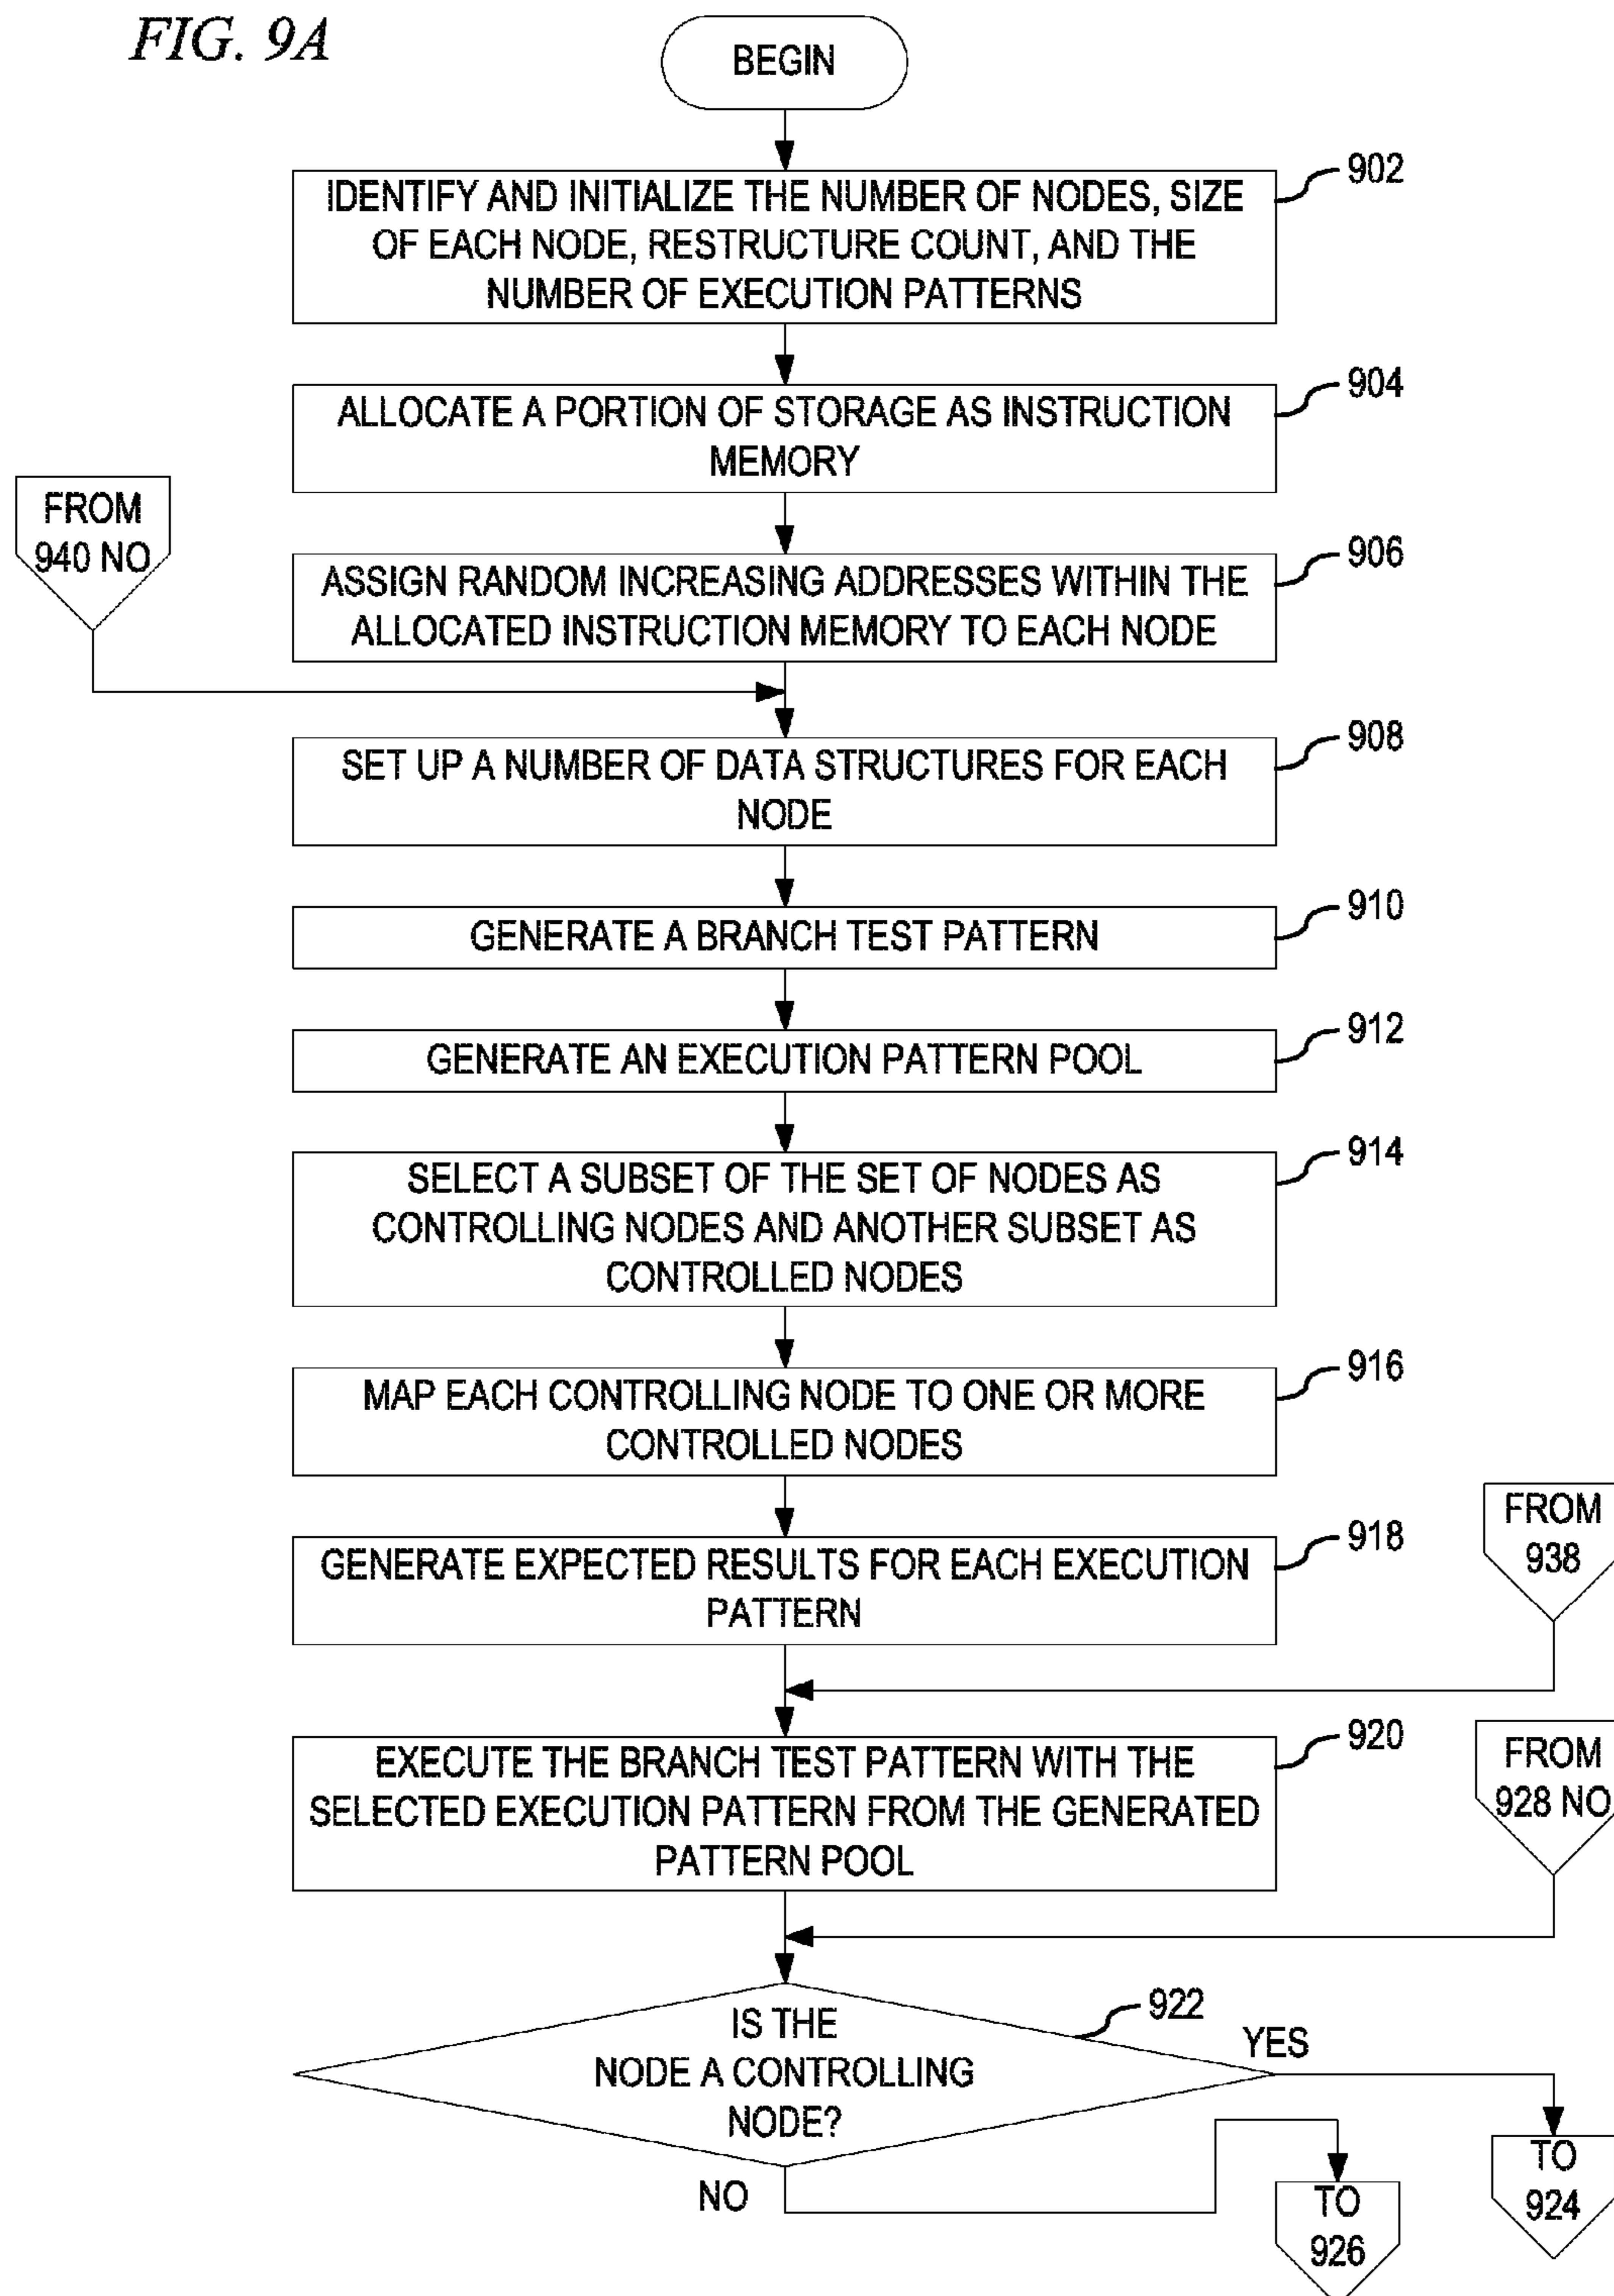 FIG. 9A
BEGIN
902
IDENTIFY AND INITIALIZE THE NUMBER OF NODES, SIZE
OF EACH NODE, RESTRUCTURE COUNT, AND THE
NUMBER OF EXECUTION PATTERNS
904
ALLOCATE A PORTION OF STORAGE AS INSTRUCTION
MEMORY
FROM
940 NO
906
ASSIGN RANDOM INCREASING ADDRESSES WITHIN THE
ALLOCATED INSTRUCTION MEMORY TO EACH NODE
908
SET UP A NUMBER OF DATA STRUCTURES FOR EACH
NODE
910
GENERATE A BRANCH TEST PATTERN
912
GENERATE AN EXECUTION PATTERN POOL
914
SELECT A SUBSET OF THE SET OF NODES AS
CONTROLLING NODES AND ANOTHER SUBSET AS
CONTROLLED NODES
916
MAP EACH CONTROLLING NODE TO ONE OR MORE
CONTROLLED NODES
FROM
938
918
GENERATE EXPECTED RESULTS FOR EACH EXECUTION
PATTERN
920
EXECUTE THE BRANCH TEST PATTERN WITH THE
SELECTED EXECUTION PATTERN FROM THE GENERATED
PATTERN POOL
FROM
928 NO
922
IS THE
NODE A CONTROLLING
NODE?
YES
NO
TO
924
TO
926